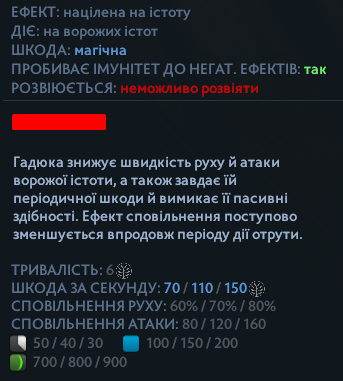 ЕФЕКТ: націлена на істоту
ДІЄ: на ворожих істот
ШКОДА: магічна
ПРОБИВАЄ ІМУНІТЕТ ДО НЕГАТ. ЕФЕКТІВ: так
РОЗВІЮЄТЬСЯ: неможливо розвіяти
Гадюка знижує швидкість руху й атаки
ворожої істоти, а також завдає їй
періодичної шкоди й вимикає її пасивні
здібності. Ефект сповільнення поступово
зменшується впродовж періоду дії отрути.
ТРИВАЛІСТЬ: 6
ШКОДА ЗА СЕКУНДУ: 70 / 110 / 150
СПОВІЛЬНЕННЯ РУХУ: 60% / 70% / 80%
СПОВІЛЬНЕННЯ АТАКИ: 80 / 120 / 160
50 / 40 / 30 100 / 150 / 200
700 / 800 / 900